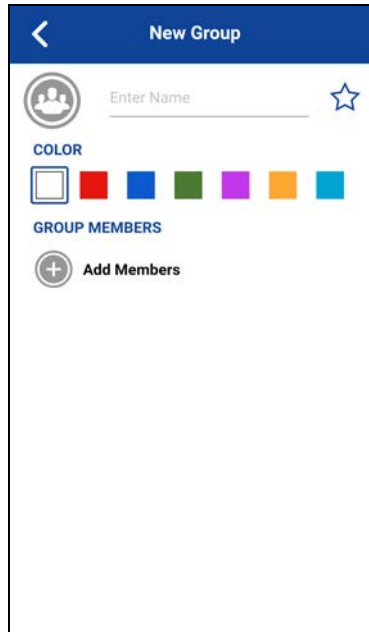 New Group
Enter Name
COLOR
GROUP MEMBERS
Add Members